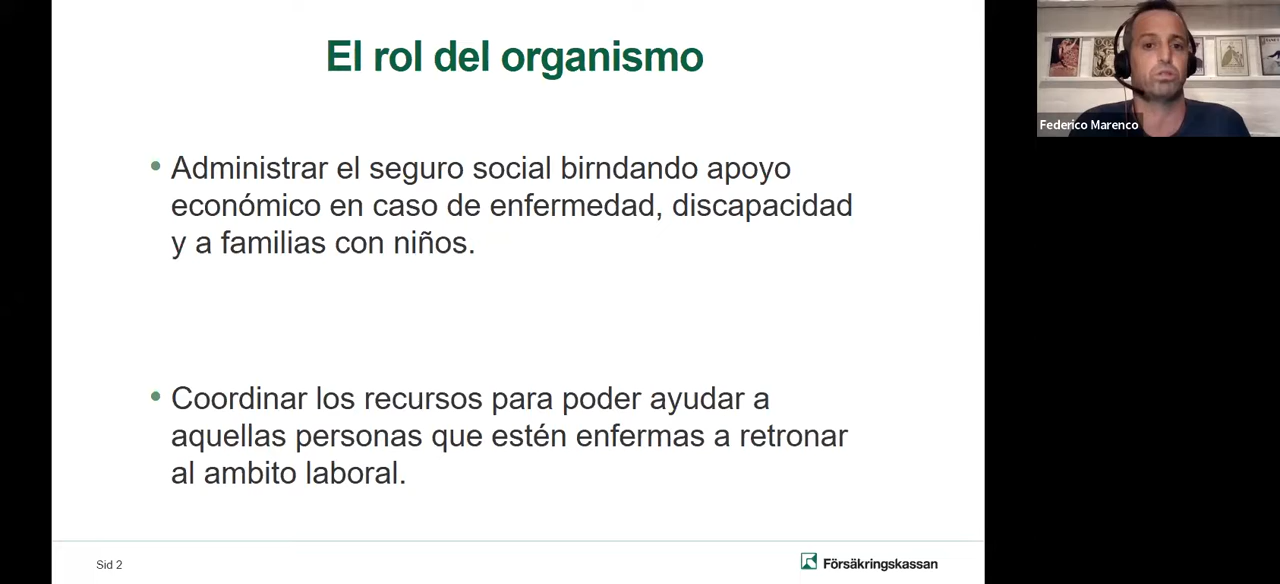 El rol del organismo
Federico Marenco
• Administrar el seguro social birndando apoyo
económico en caso de enfermedad, discapacidad
y a familias con niños.
• Coordinar los recursos para poder ayudar a
aquellas personas que estén enfermas a retronar
al ambito laboral.
Sid 2
Försäkringskassan